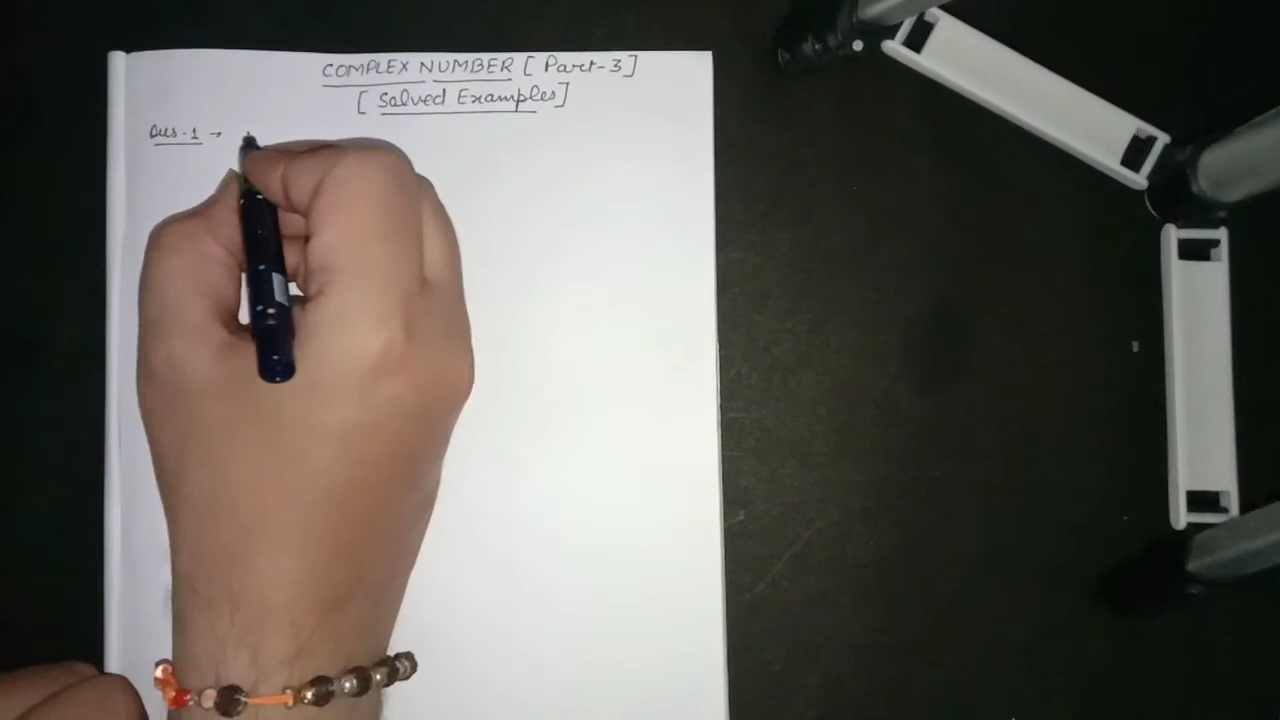 COMPLEX NUMBER [ Part-3 ]
[ Solved Examples ]
Ques-1 →